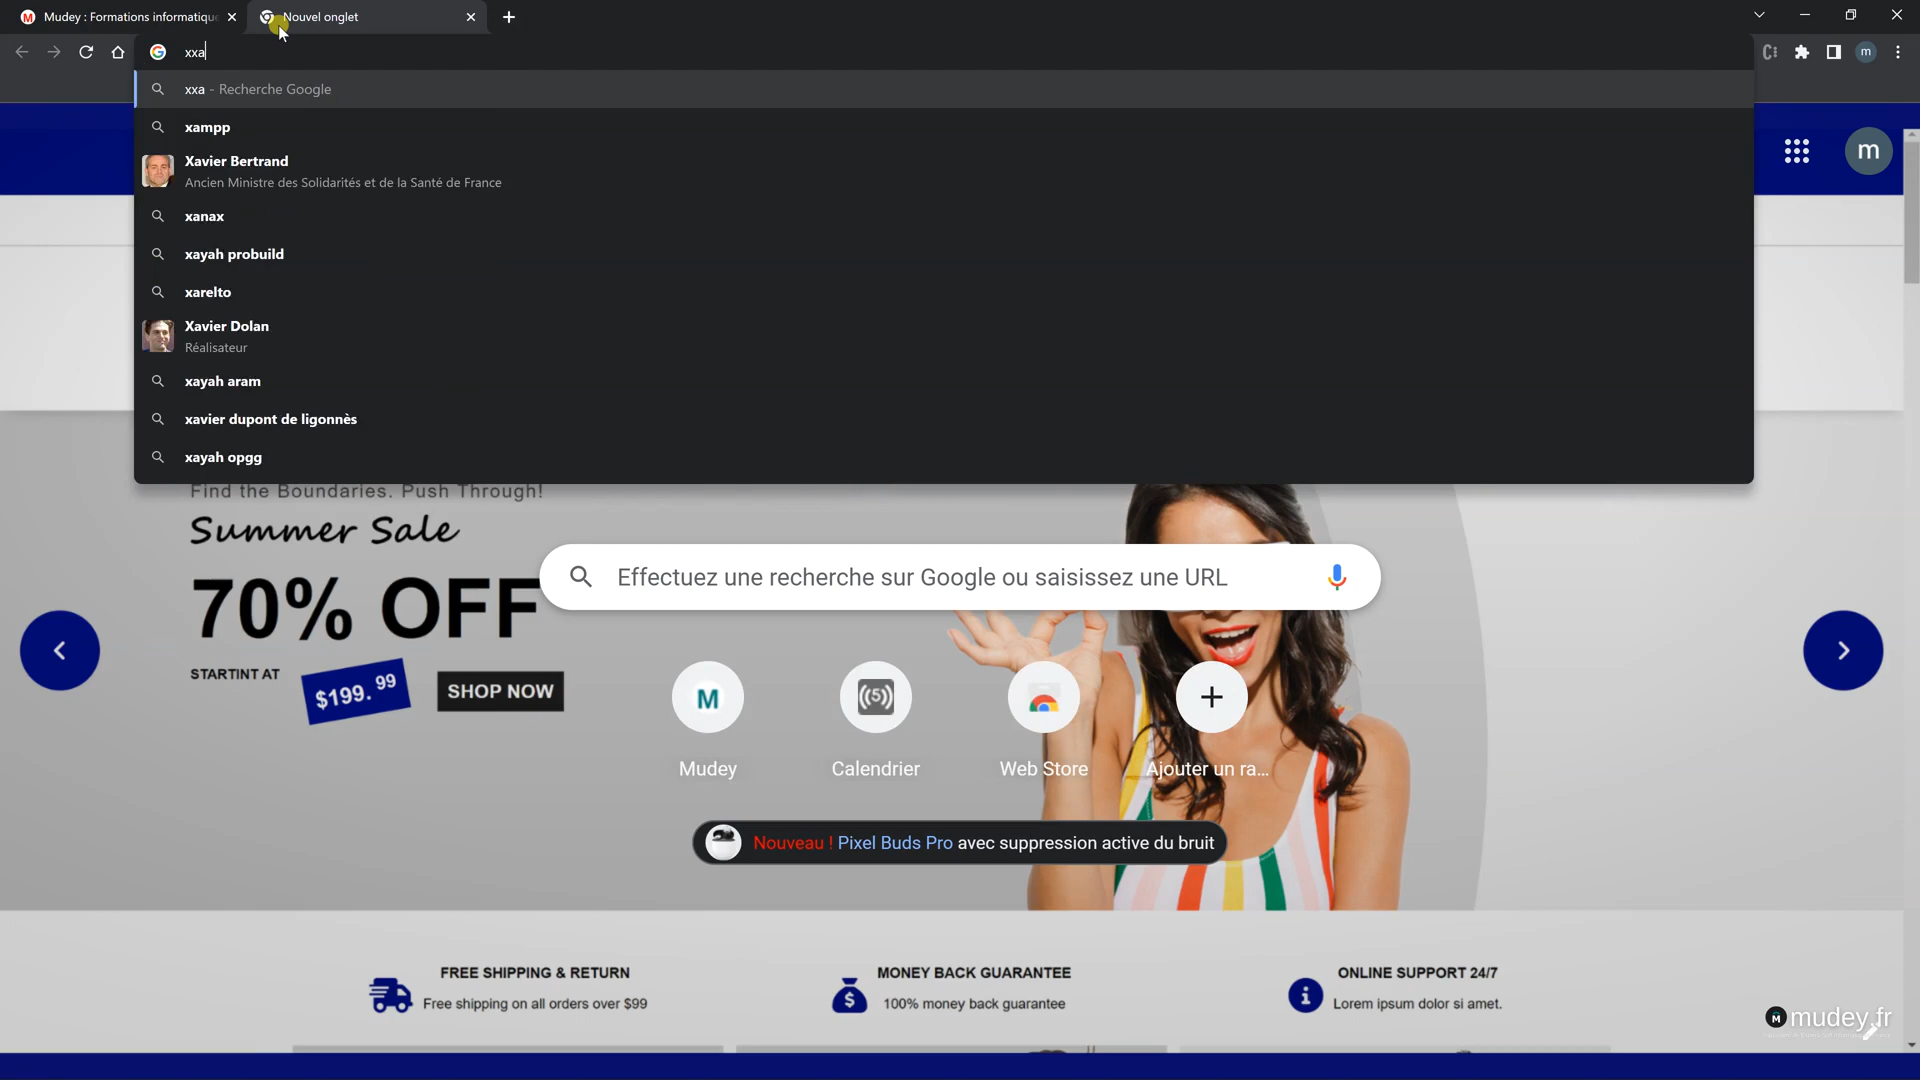 Mudey : Formations informatique
Nouvel onglet
xxa
xxa - Recherche Google
xampp
Xavier Bertrand
Ancien Ministre des Solidarités et de la Santé de France
xanax
xayah probuild
xarelto
Xavier Dolan
Réalisateur
xayah aram
xavier dupont de ligonnès
xayah opgg
m
m
Find the Boundaries. Push Through!
Summer Sale
70% OFF
STARTINT AT
$199.99
SHOP NOW
Effectuez une recherche sur Google ou saisissez une URL
Mudey
Calendrier
Web Store
Ajouter un ra...
Nouveau ! Pixel Buds Pro avec suppression active du bruit
FREE SHIPPING & RETURN
Free shipping on all orders over $99
MONEY BACK GUARANTEE
100% money back guarantee
ONLINE SUPPORT 24/7
Lorem ipsum dolor si amet.
mudey.fr